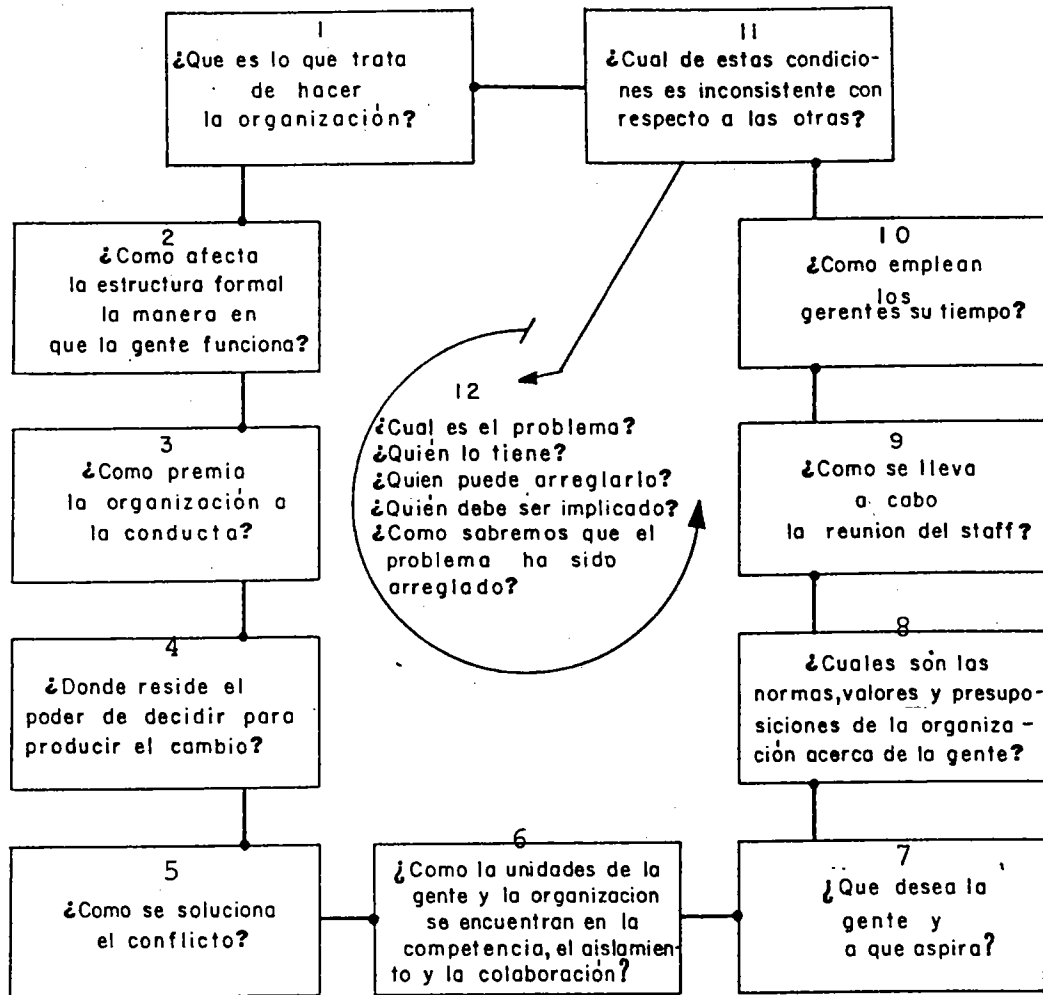 1
¿Que es lo que trata
de hacer
la organización?
2
¿Como afecta
la estructura formal
la manera en
que la gente funciona?
3
¿Como premia
la organización a
la conducta?
4
¿Donde reside el
poder de decidir para
producir el cambio?
5
¿Como se soluciona
el conflicto?
6
¿Como la unidades de la
gente y la organizacion
se encuentran en la
competencia, el aislamien-
to y la colaboración?
7
¿Que desea la
gente y
a que aspira?
8
¿Cuales són las
normas, valores y presupo-
siciones de la organiza-
ción acerca de la gente?
9
¿Como se lleva
a cabo
la reunion del staff?
10
¿Como emplean
los
gerentes su tiempo?
11
¿Cual de estas condicio-
nes es inconsistente con
respecto a las otras?
12
¿Cual es el problema?
¿Quién lo tiene?
¿Quien puede arreglarlo?
¿Quién debe ser implicado?
¿Como sabremos que el
problema ha sido
arreglado?